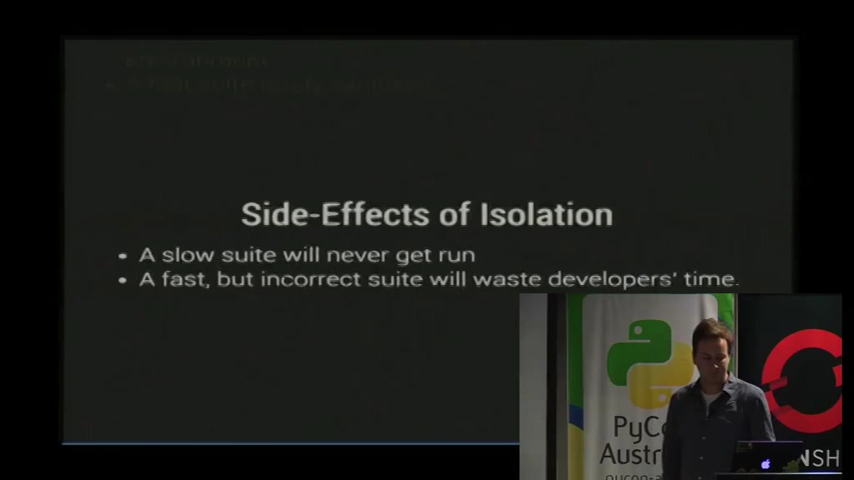 Side-Effects of Isolation
• A slow suite will never get run
• A fast, but incorrect suite will waste developers' time.
PyCo
Austr
NSH